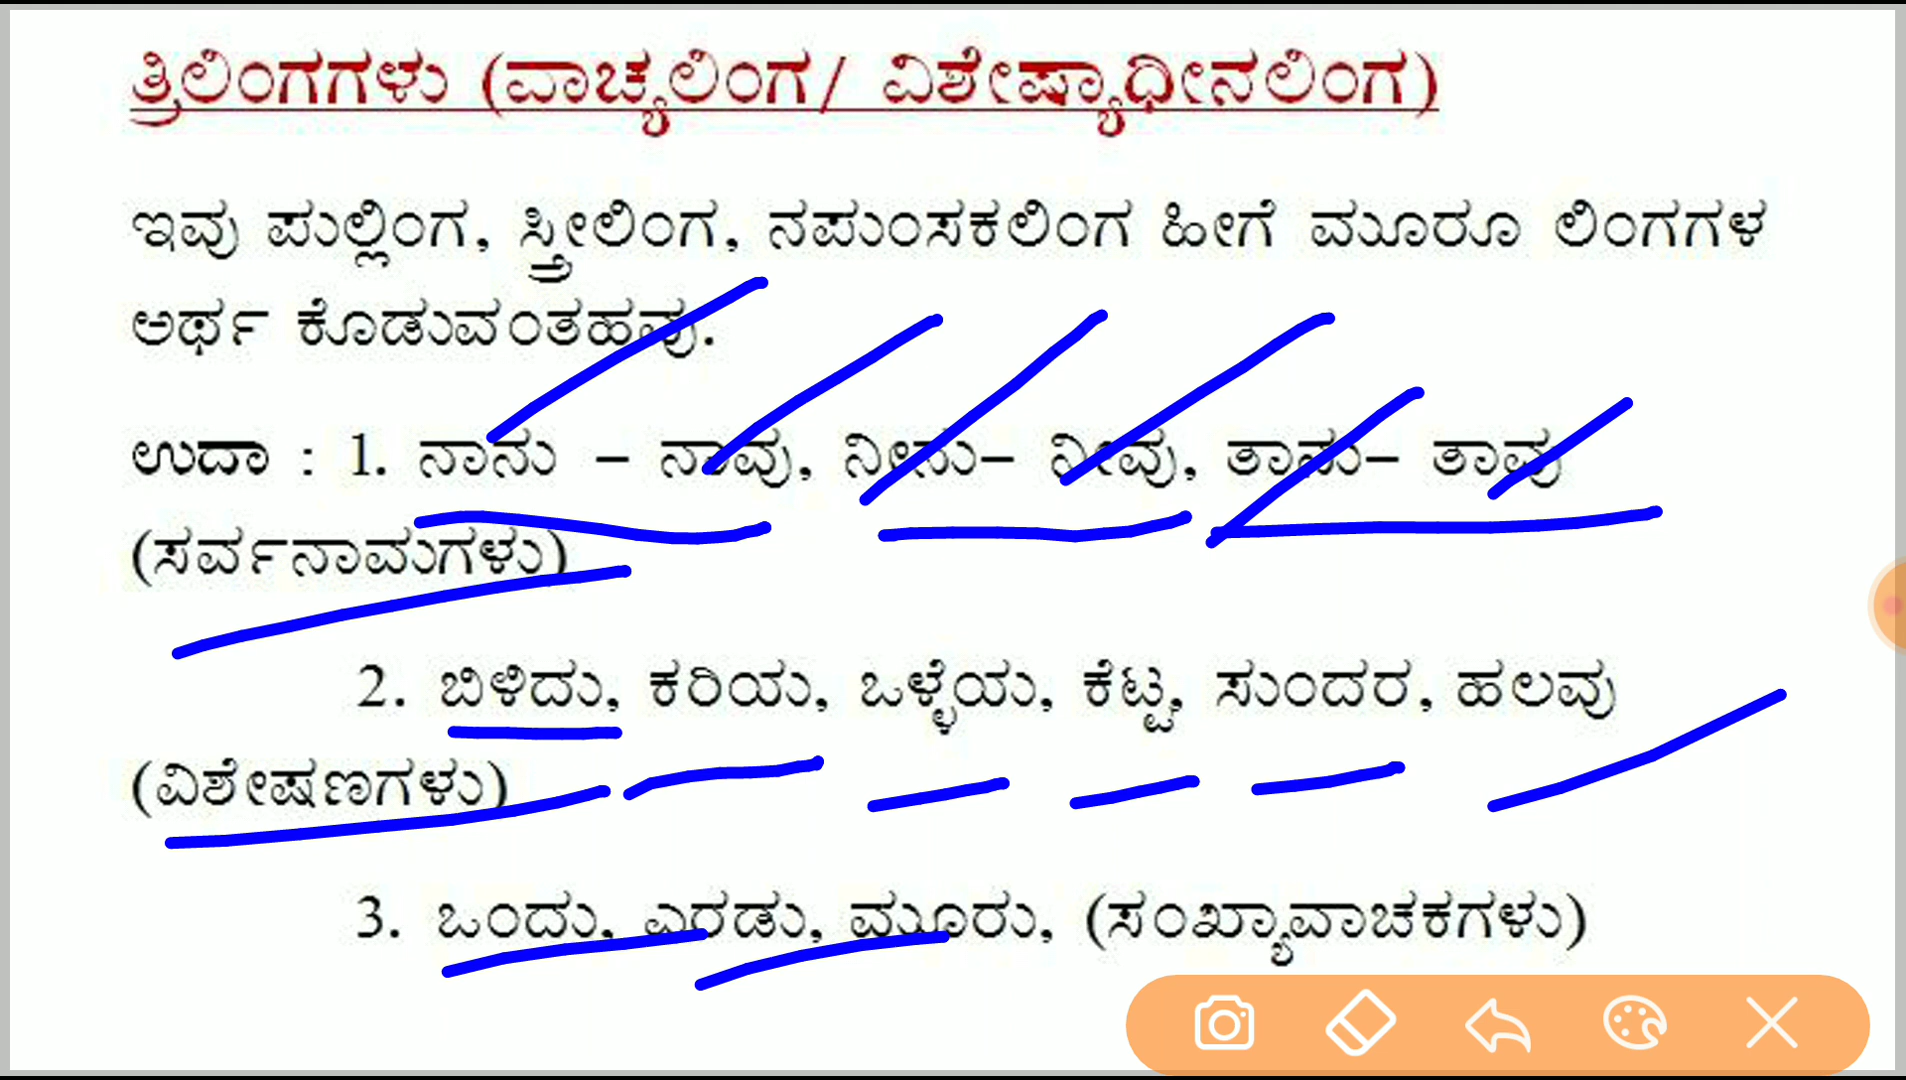 ತ್ರಿಲಿಂಗಗಳು (ವಾಚ್ಯಲಿಂಗ/ ವಿಶೇಷ್ಯಾಧೀನಲಿಂಗ)
ಇವು ಪುಲ್ಲಿಂಗ, ಸ್ತ್ರೀಲಿಂಗ, ನಪುಂಸಕಲಿಂಗ ಹೀಗೆ ಮೂರೂ ಲಿಂಗಗಳ
ಅರ್ಥ ಕೊಡುವಂತಹವು.
ಉದಾ : 1. ನಾನು – ನಾವು, ನೀನು– ನೀವು, ತಾನು– ತಾವು
(ಸರ್ವನಾಮಗಳು)
2. ಬಿಳಿದು, ಕರಿಯ, ಒಳ್ಳೆಯ, ಕೆಟ್ಟ, ಸುಂದರ, ಹಲವು
(ವಿಶೇಷಣಗಳು)
3. ಒಂದು, ಎರಡು, ಮೂರು, (ಸಂಖ್ಯಾವಾಚಕಗಳು)